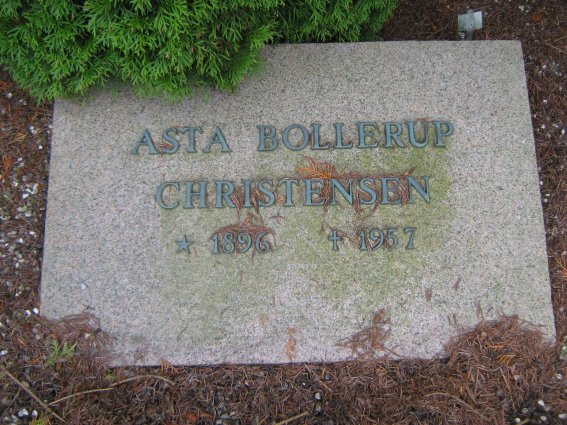 ASTA BOLLERUP
CHRISTENSEN
★ 1896 ✝ 1957